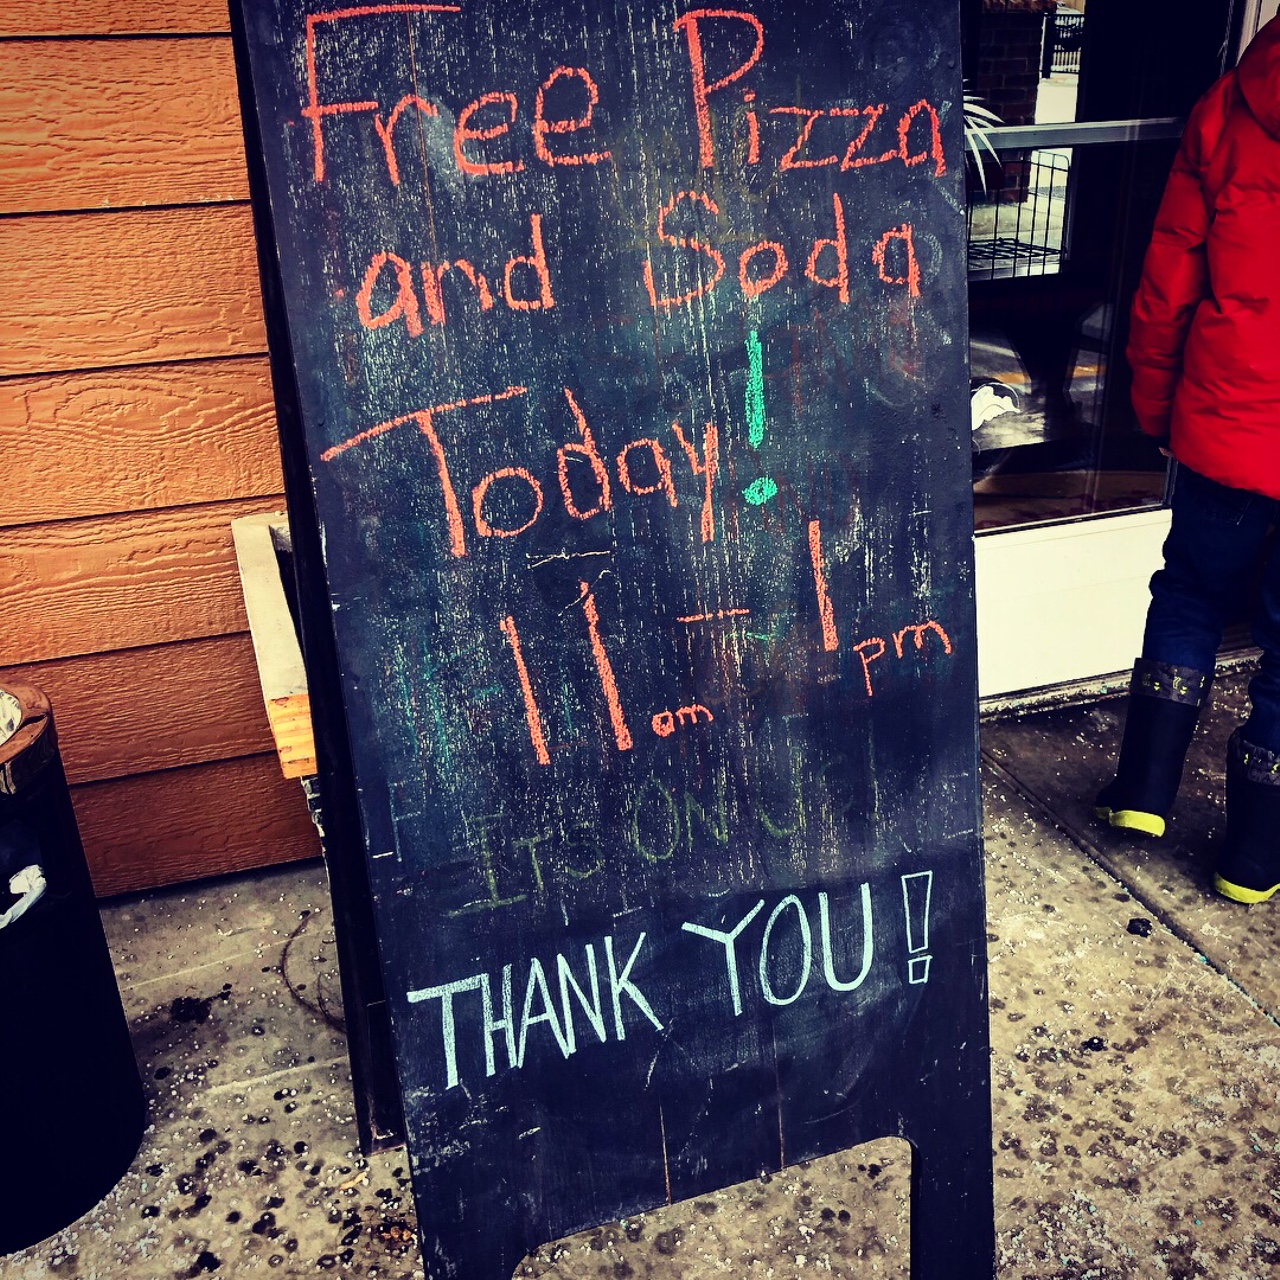 Free Pizza
and Soda
Today!
11am - 1pm
ITS ON US
THANK YOU!